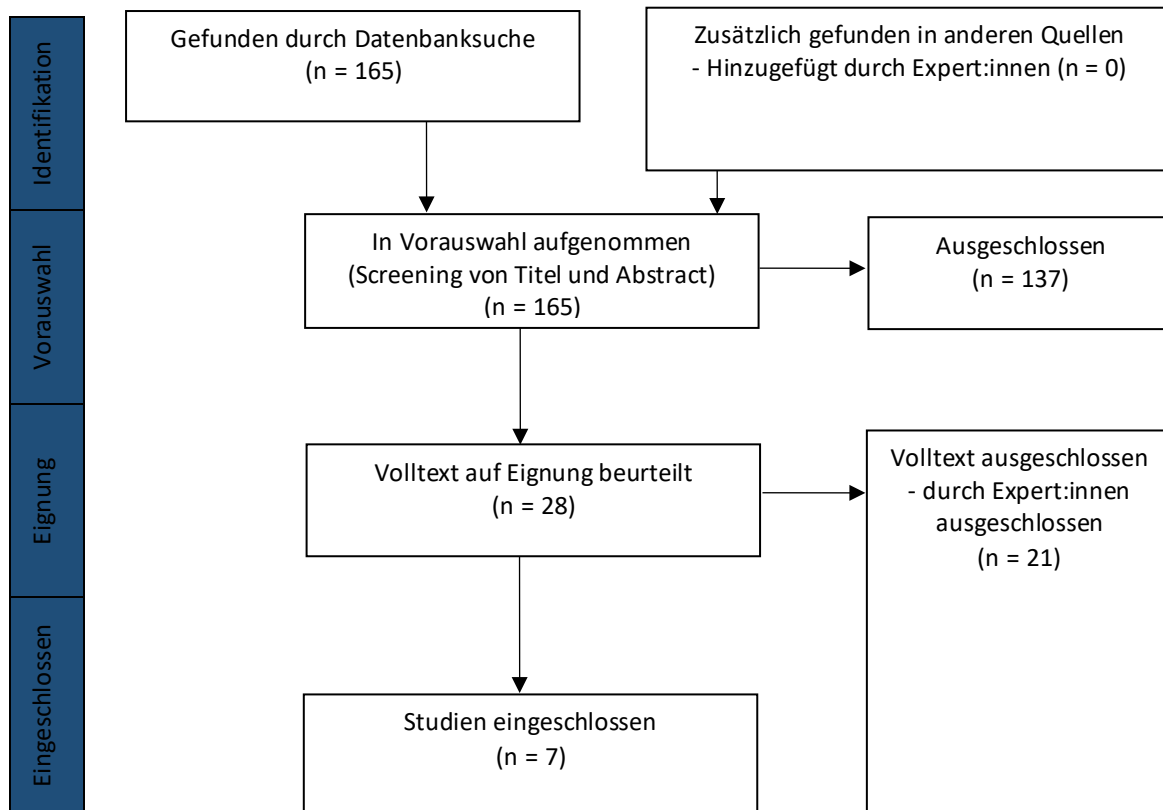 Identifikation
Gefunden durch Datenbanksuche
(n = 165)
Zusätzlich gefunden in anderen Quellen
- Hinzugefügt durch Expert:innen (n = 0)
Vorauswahl
In Vorauswahl aufgenommen
(Screening von Titel und Abstract)
(n = 165)
Ausgeschlossen
(n = 137)
Eignung
Volltext auf Eignung beurteilt
(n = 28)
Volltext ausgeschlossen
- durch Expert:innen
ausgeschlossen
(n = 21)
Eingeschlossen
Studien eingeschlossen
(n = 7)